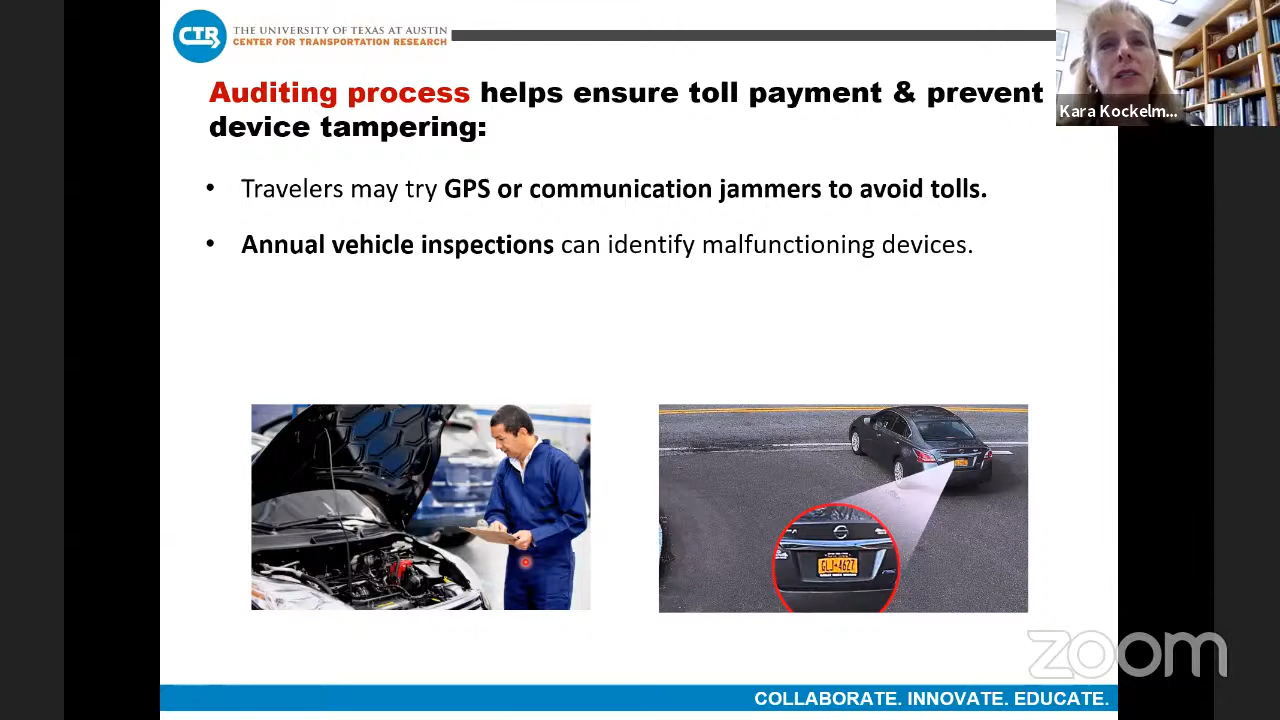 THE UNIVERSITY OF TEXAS AT AUSTIN
CTR
CENTER FOR TRANSPORTATION RESEARCH
Auditing process helps ensure toll payment & prevent
device tampering:
Kara Kockelm...
• Travelers may try GPS or communication jammers to avoid tolls.
• Annual vehicle inspections can identify malfunctioning devices.
GLJ-4627
zoom
COLLABORATE. INNOVATE. EDUCATE.